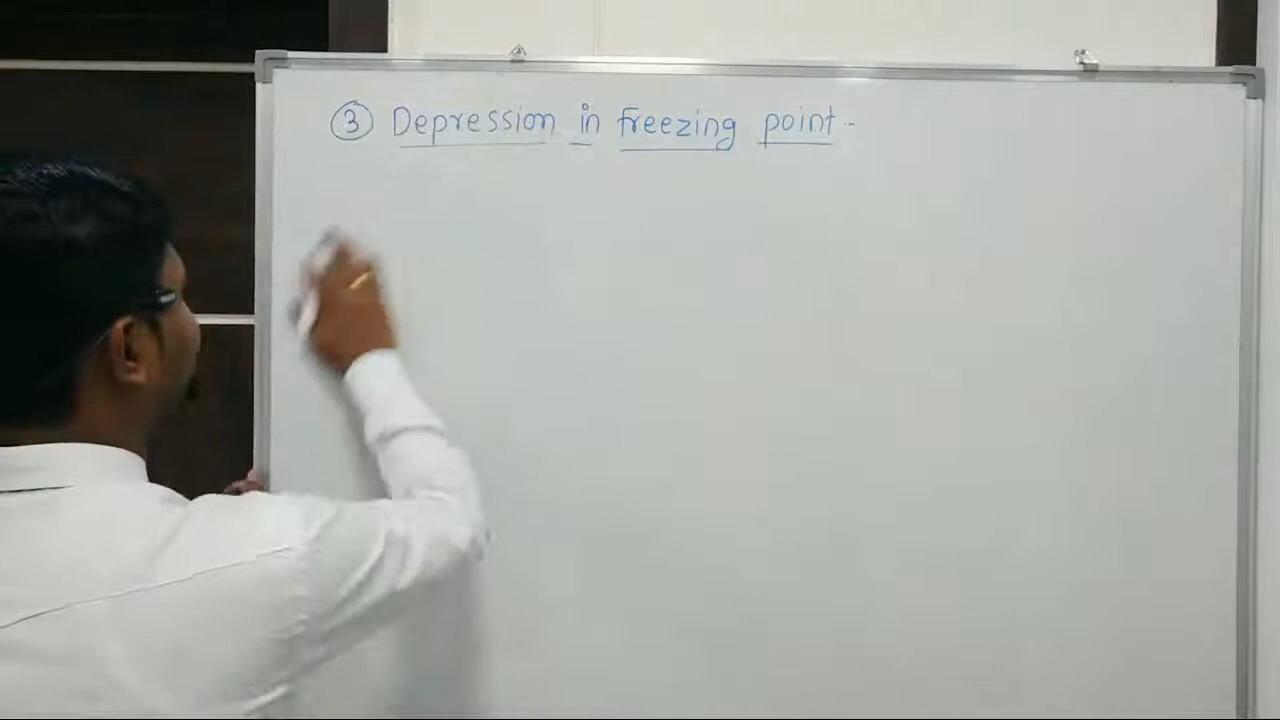 ③ Depression in freezing point :-